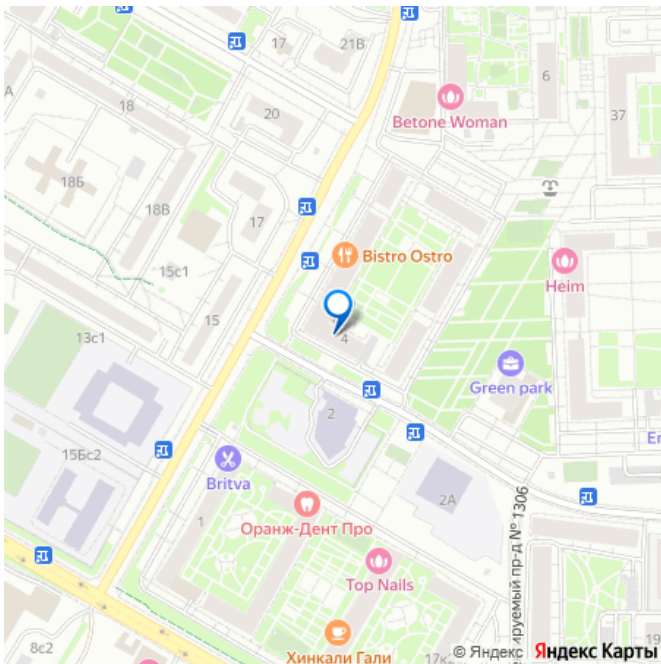 17
21В
А
18
20
6
37
Betone Woman
18Б
18В
17
15с1
Bistro Ostro
Heim
15
4
13с1
Green park
2
15Бс2
Britva
2А
1
Оранж-Дент Про
Top Nails
ируемый пр-д № 1306
8с2
Хинкали Гали
19
© Яндекс Яндекс Карты